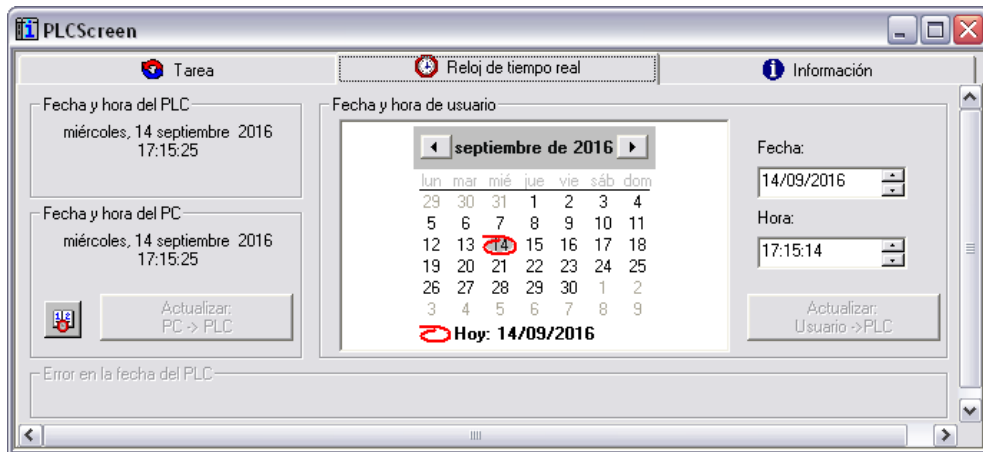 PLCScreen
Tarea
Reloj de tiempo real
Información
Fecha y hora del PLC
miércoles, 14 septiembre 2016
17:15:25
Fecha y hora del PC
miércoles, 14 septiembre 2016
17:15:25
Actualizar:
PC -> PLC
Fecha y hora de usuario
septiembre de 2016
lun mar mié jue vie sáb dom
29 30 31 1 2 3 4
5 6 7 8 9 10 11
12 13 14 15 16 17 18
19 20 21 22 23 24 25
26 27 28 29 30 1 2
3 4 5 6 7 8 9
Hoy: 14/09/2016
Fecha:
14/09/2016
Hora:
17:15:14
Actualizar:
Usuario ->PLC
Error en la fecha del PLC